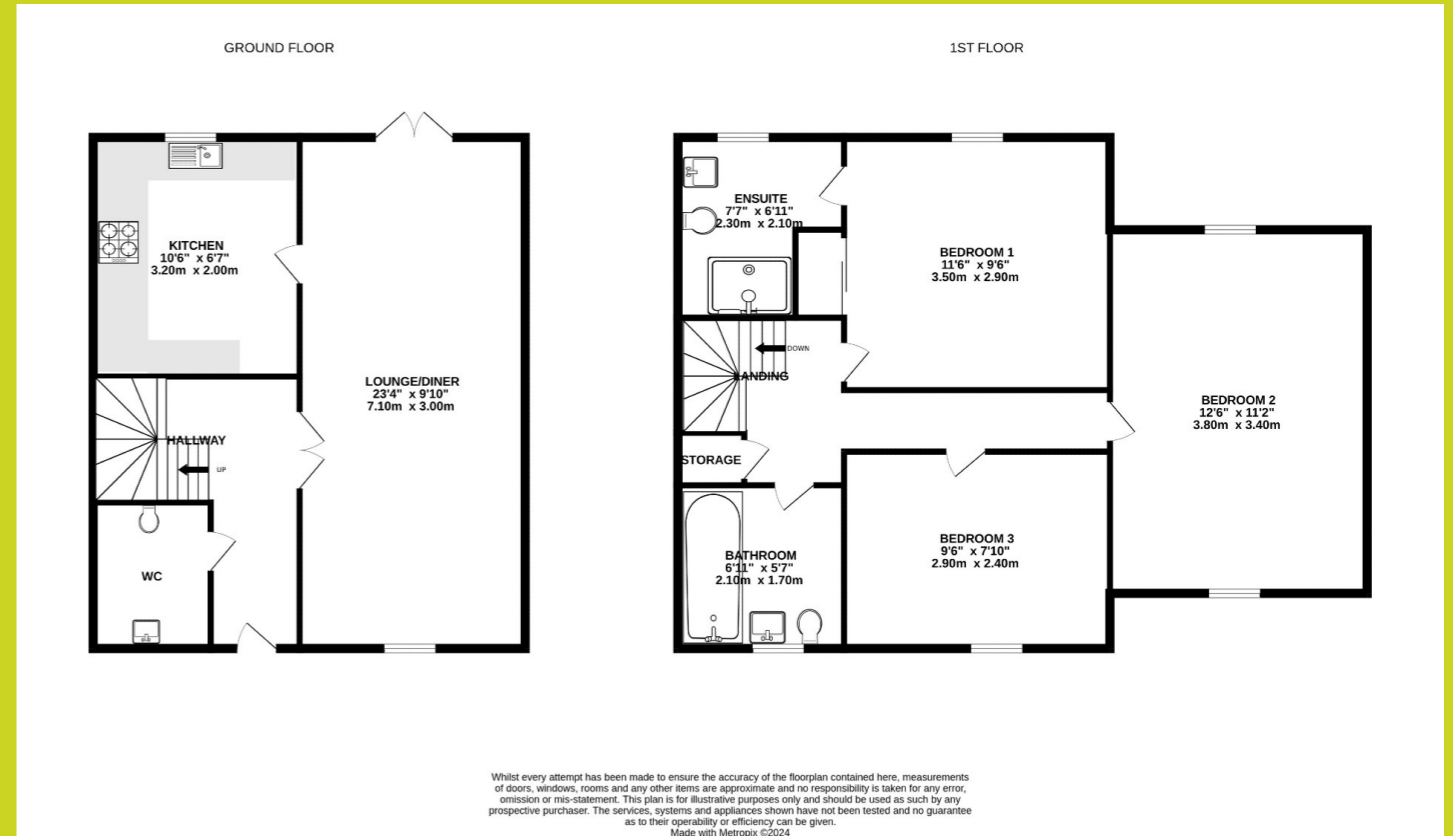 GROUND FLOOR
1ST FLOOR
KITCHEN
10'6" x 6'7"
3.20m x 2.00m
LOUNGE/DINER
23'4" x 9'10"
7.10m x 3.00m
HALLWAY
UP
WC
ENSUITE
7'7" x 6'11"
2.30m x 2.10m
BEDROOM 1
11'6" x 9'6"
3.50m x 2.90m
DOWN
LANDING
BEDROOM 2
12'6" x 11'2"
3.80m x 3.40m
STORAGE
BATHROOM
6'11" x 5'7"
2.10m x 1.70m
BEDROOM 3
9'6" x 7'10"
2.90m x 2.40m
Whilst every attempt has been made to ensure the accuracy of the floorplan contained here, measurements
of doors, windows, rooms and any other items are approximate and no responsibility is taken for any error,
omission or mis-statement. This plan is for illustrative purposes only and should be used as such by any
prospective purchaser. The services, systems and appliances shown have not been tested and no guarantee
as to their operability or efficiency can be given.
Made with Metropix ©2024